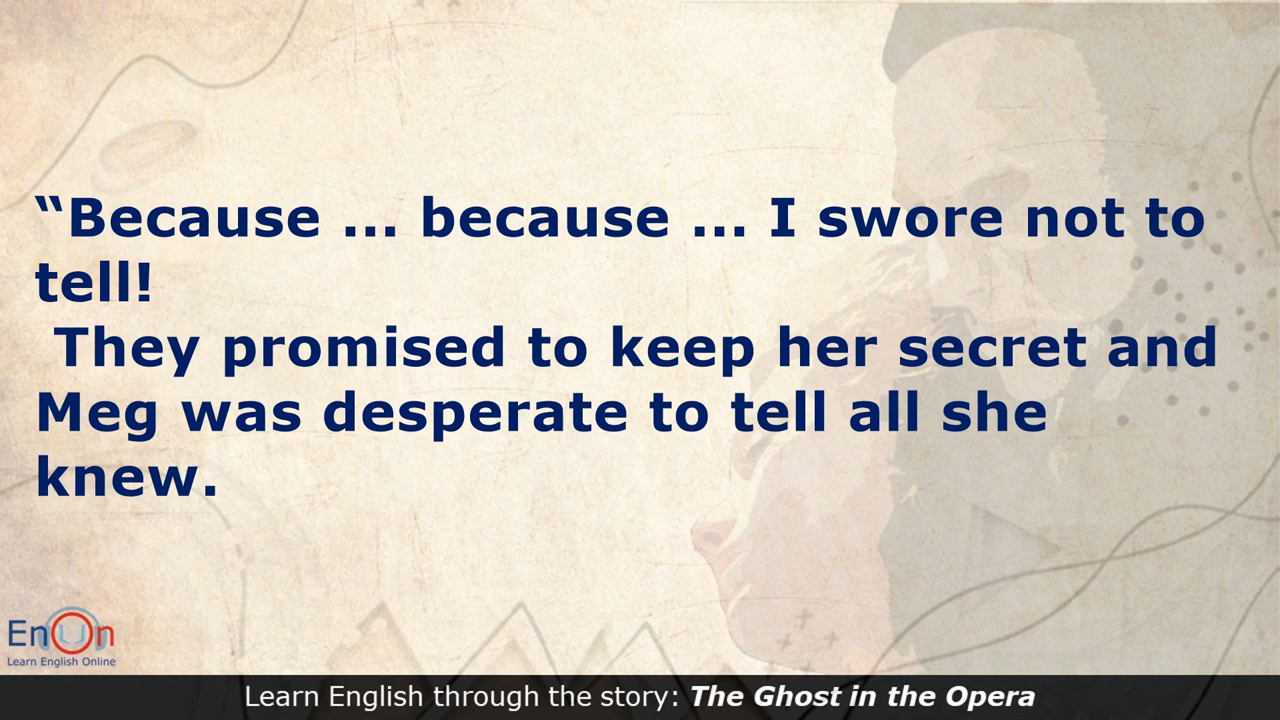 “Because ... because ... I swore not to
tell!
They promised to keep her secret and
Meg was desperate to tell all she
knew.
EnOn
Learn English Online
Learn English through the story: The Ghost in the Opera